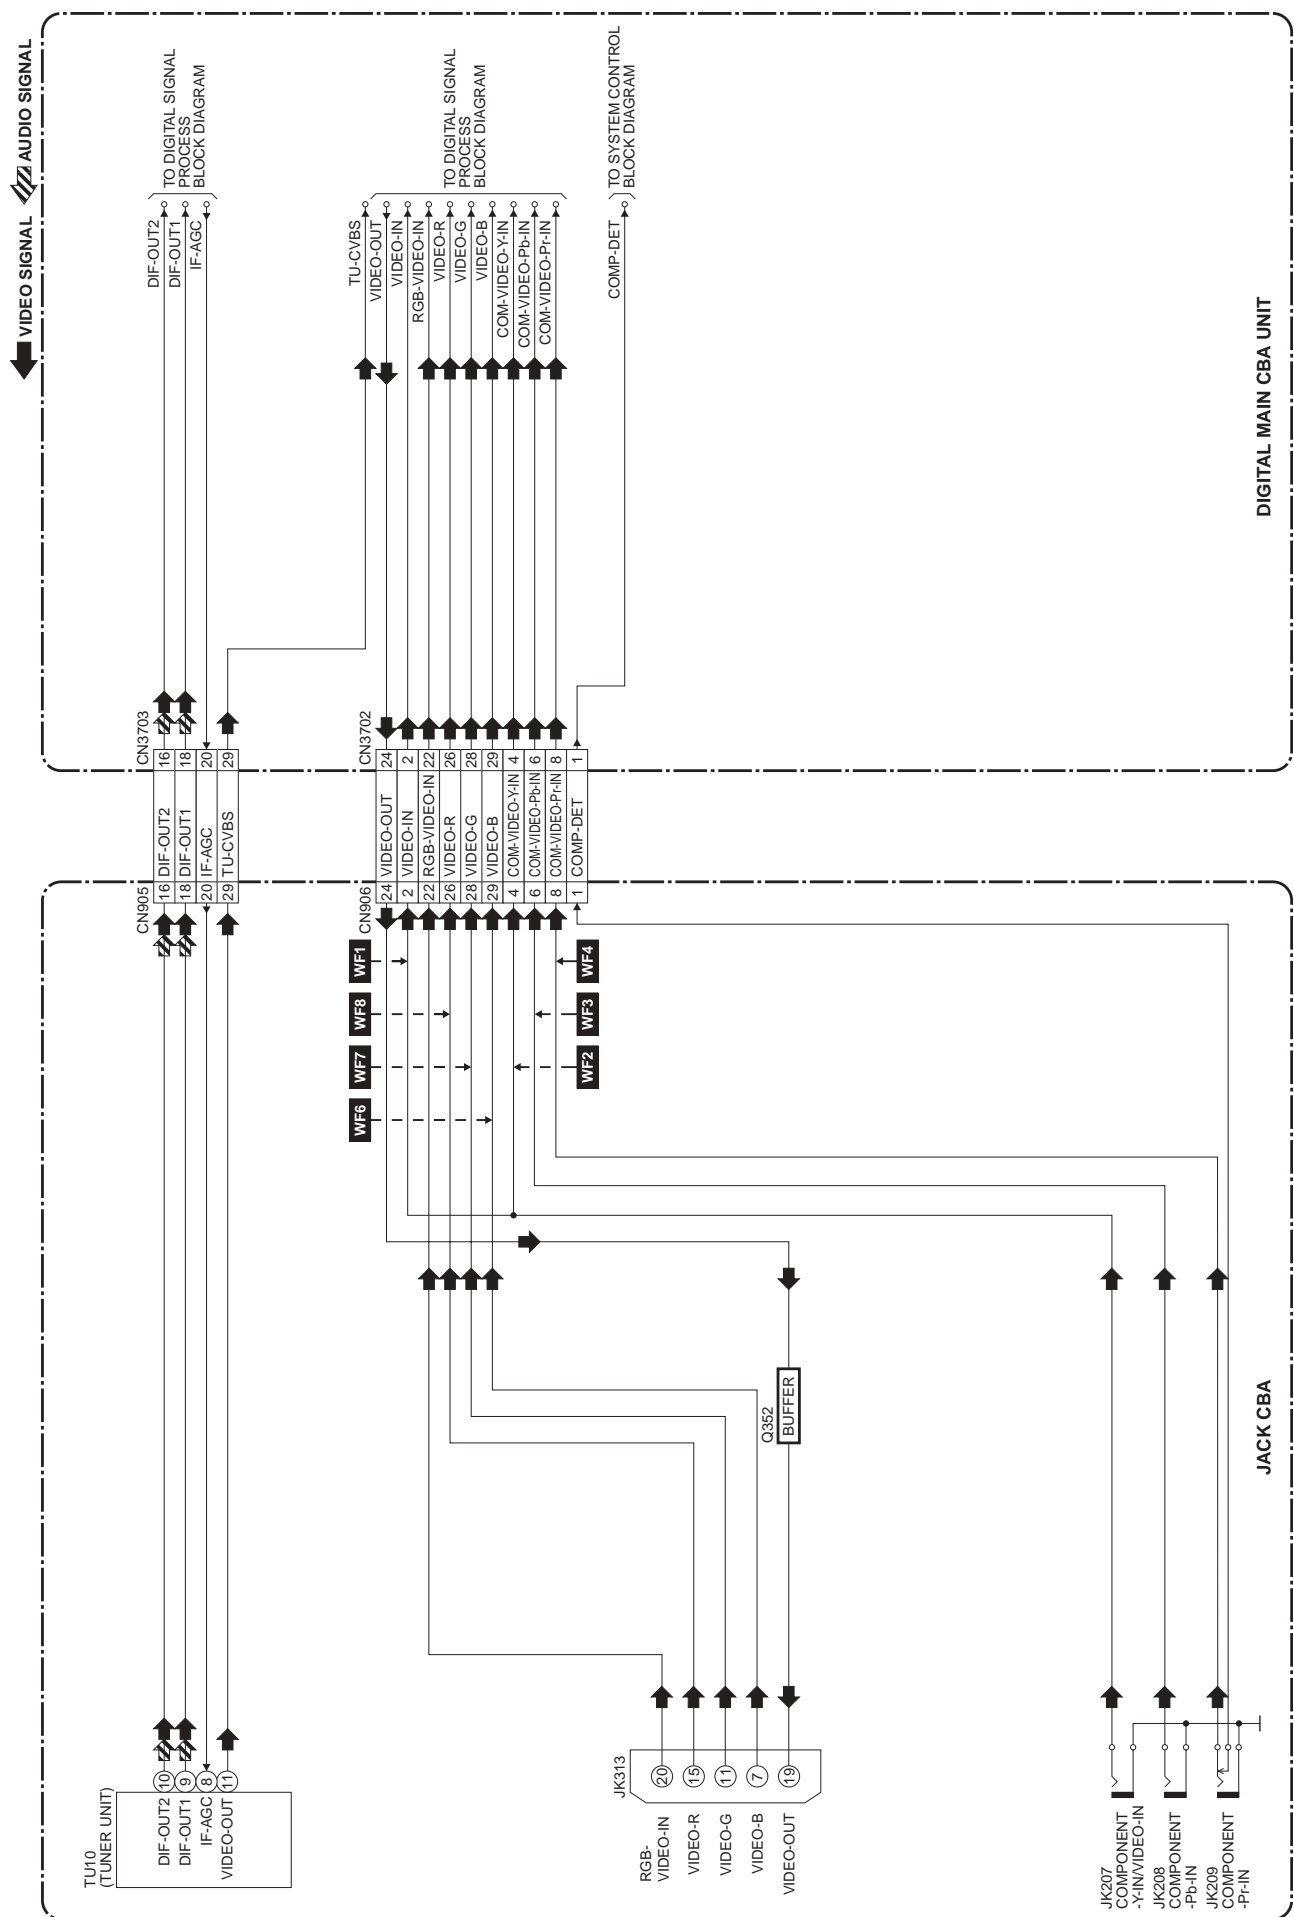 VIDEO SIGNAL
AUDIO SIGNAL
TU10
(TUNER UNIT)
DIF-OUT2
DIF-OUT1
IF-AGC
VIDEO-OUT
10
9
8
11
CN905
16
18
20
29
DIF-OUT2
DIF-OUT1
IF-AGC
TU-CVBS
CN3703
16
18
20
29
DIF-OUT2
DIF-OUT1
IF-AGC
TO DIGITAL SIGNAL
PROCESS
BLOCK DIAGRAM
JK313
RGB-
VIDEO-IN
VIDEO-R
VIDEO-G
VIDEO-B
VIDEO-OUT
20
15
11
7
19
Q352
BUFFER
WF1
WF8
WF7
WF6
WF4
WF3
WF2
CN906
24
2
22
26
28
29
4
6
8
1
VIDEO-OUT
VIDEO-IN
RGB-VIDEO-IN
VIDEO-R
VIDEO-G
VIDEO-B
COM-VIDEO-Y-IN
COM-VIDEO-Pb-IN
COM-VIDEO-Pr-IN
COMP-DET
CN3702
24
2
22
26
28
29
4
6
8
1
TU-CVBS
VIDEO-OUT
VIDEO-IN
RGB-VIDEO-IN
VIDEO-R
VIDEO-G
VIDEO-B
COM-VIDEO-Y-IN
COM-VIDEO-Pb-IN
COM-VIDEO-Pr-IN
TO DIGITAL SIGNAL
PROCESS
BLOCK DIAGRAM
COMP-DET
TO SYSTEM CONTROL
BLOCK DIAGRAM
JK207
COMPONENT
-Y-IN/VIDEO-IN
JK208
COMPONENT
-Pb-IN
JK209
COMPONENT
-Pr-IN
JACK CBA
DIGITAL MAIN CBA UNIT